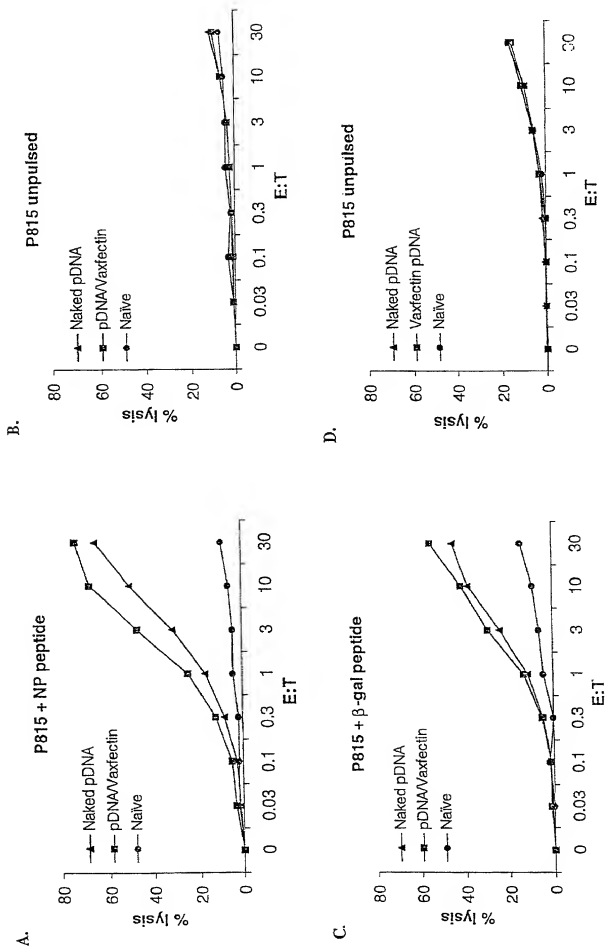 A.
P815 + NP peptide
Naked pDNA
pDNA/Vaxfectin
Naïve
% lysis
80
60
40
20
0
0 0.03 0.1 0.3 1 3 10 30
E:T
B.
P815 unpulsed
Naked pDNA
pDNA/Vaxfectin
Naïve
% lysis
80
60
40
20
0
0 0.03 0.1 0.3 1 3 10 30
E:T
C.
P815 + β-gal peptide
Naked pDNA
pDNA/Vaxfectin
Naïve
% lysis
80
60
40
20
0
0 0.03 0.1 0.3 1 3 10 30
E:T
D.
P815 unpulsed
Naked pDNA
Vaxfectin pDNA
Naïve
% lysis
80
60
40
20
0
0 0.03 0.1 0.3 1 3 10 30
E:T